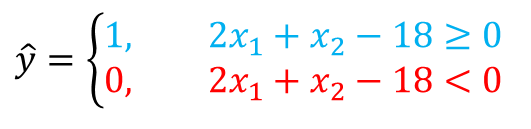 ŷ = { 1, 2x₁ + x₂ − 18 ≥ 0
0, 2x₁ + x₂ − 18 < 0